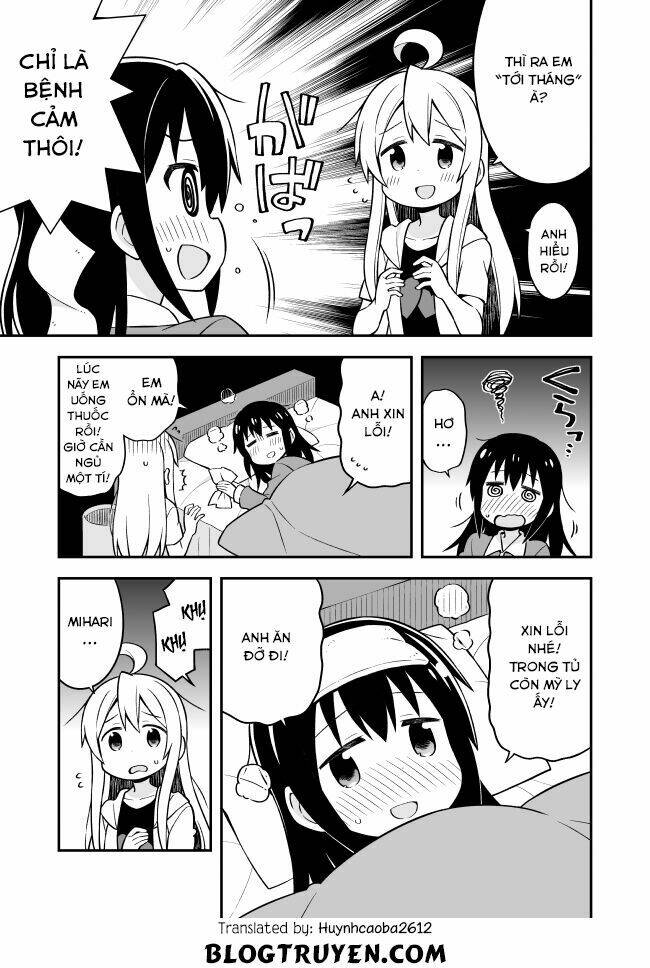 THÌ RA EM
"TỚI THÁNG"
À?
ANH
HIỂU
RỒI!
がばっ
CHỈ LÀ
BỆNH
CẢM
THÔI!
くらっ
HƠ
...
A!
ANH XIN
LỖI!
EM
ỔN MÀ!
LÚC
NÃY EM
UỐNG
THUỐC
RỒI!
GIỜ CẦN
NGỦ
MỘT TÍ!
XIN LỖI
NHÉ!
TRONG TỦ
CÒN MỲ LY
ẤY!
ANH ĂN
ĐỠ ĐI!
KHỤ
KHỤ
MIHARI
...
Translated by: Huynhcaoba2612
BLOGTRUYEN.COM